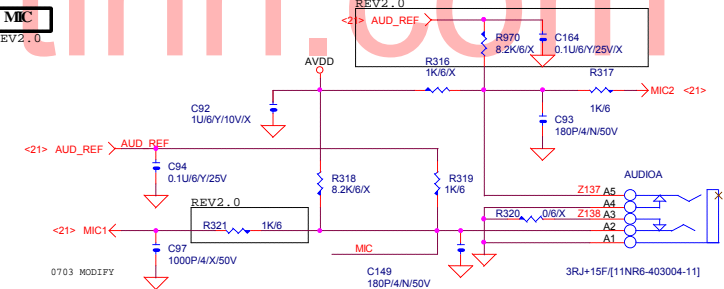 MIC
REV2.0
REV2.0
<21> AUD_REF
R970
8.2K/6/X
C164
0.1U/6/Y/25V/X
AVDD
R316
1K/6/X
R317
1K/6
MIC2 <21>
C92
1U/6/Y/10V/X
C93
180P/4/N/50V
<21> AUD_REF
AUD_REF
C94
0.1U/6/Y/25V
R318
8.2K/6/X
R319
1K/6
AUDIOA
Z137 A5
A4
R320 0/6/X Z138 A3
A2
A1
REV2.0
<21> MIC1
R321 1K/6
MIC
C97
1000P/4/X/50V
C149
180P/4/N/50V
0703 MODIFY
3RJ+15F/[11NR6-403004-11]